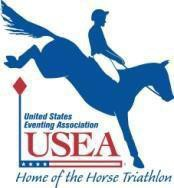 United States
Eventing Association
USEA
Home of the Horse Triathlon